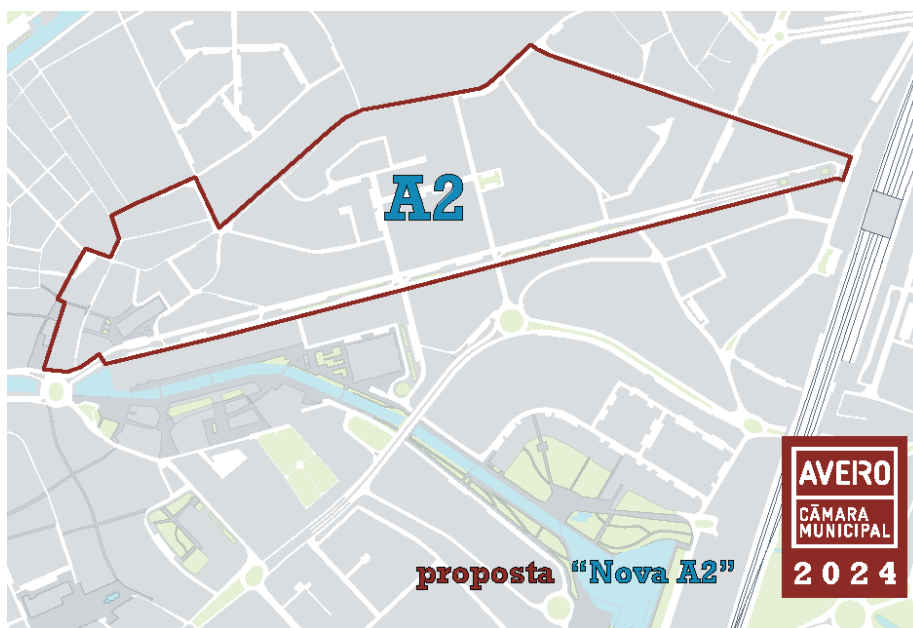 A2
AVEIRO
CÂMARA
MUNICIPAL
proposta “Nova A2”
2024